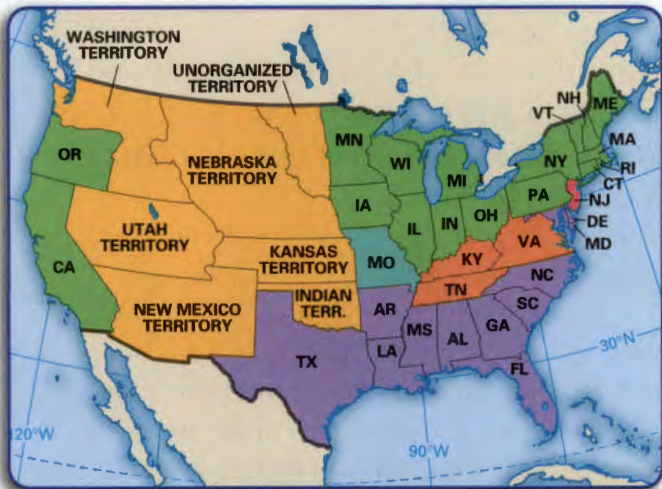 WASHINGTON
TERRITORY
UNORGANIZED
TERRITORY
NH
VT
ME
OR
MN
MA
WI
NY
RI
MI
CT
NEBRASKA
TERRITORY
PA
NJ
IA
OH
DE
IL
IN
MD
UTAH
TERRITORY
VA
KANSAS
TERRITORY
MO
KY
CA
NC
TN
INDIAN
TERR.
NEW MEXICO
TERRITORY
AR
SC
MS
AL
GA
30°N
TX
LA
FL
120°W
90°W